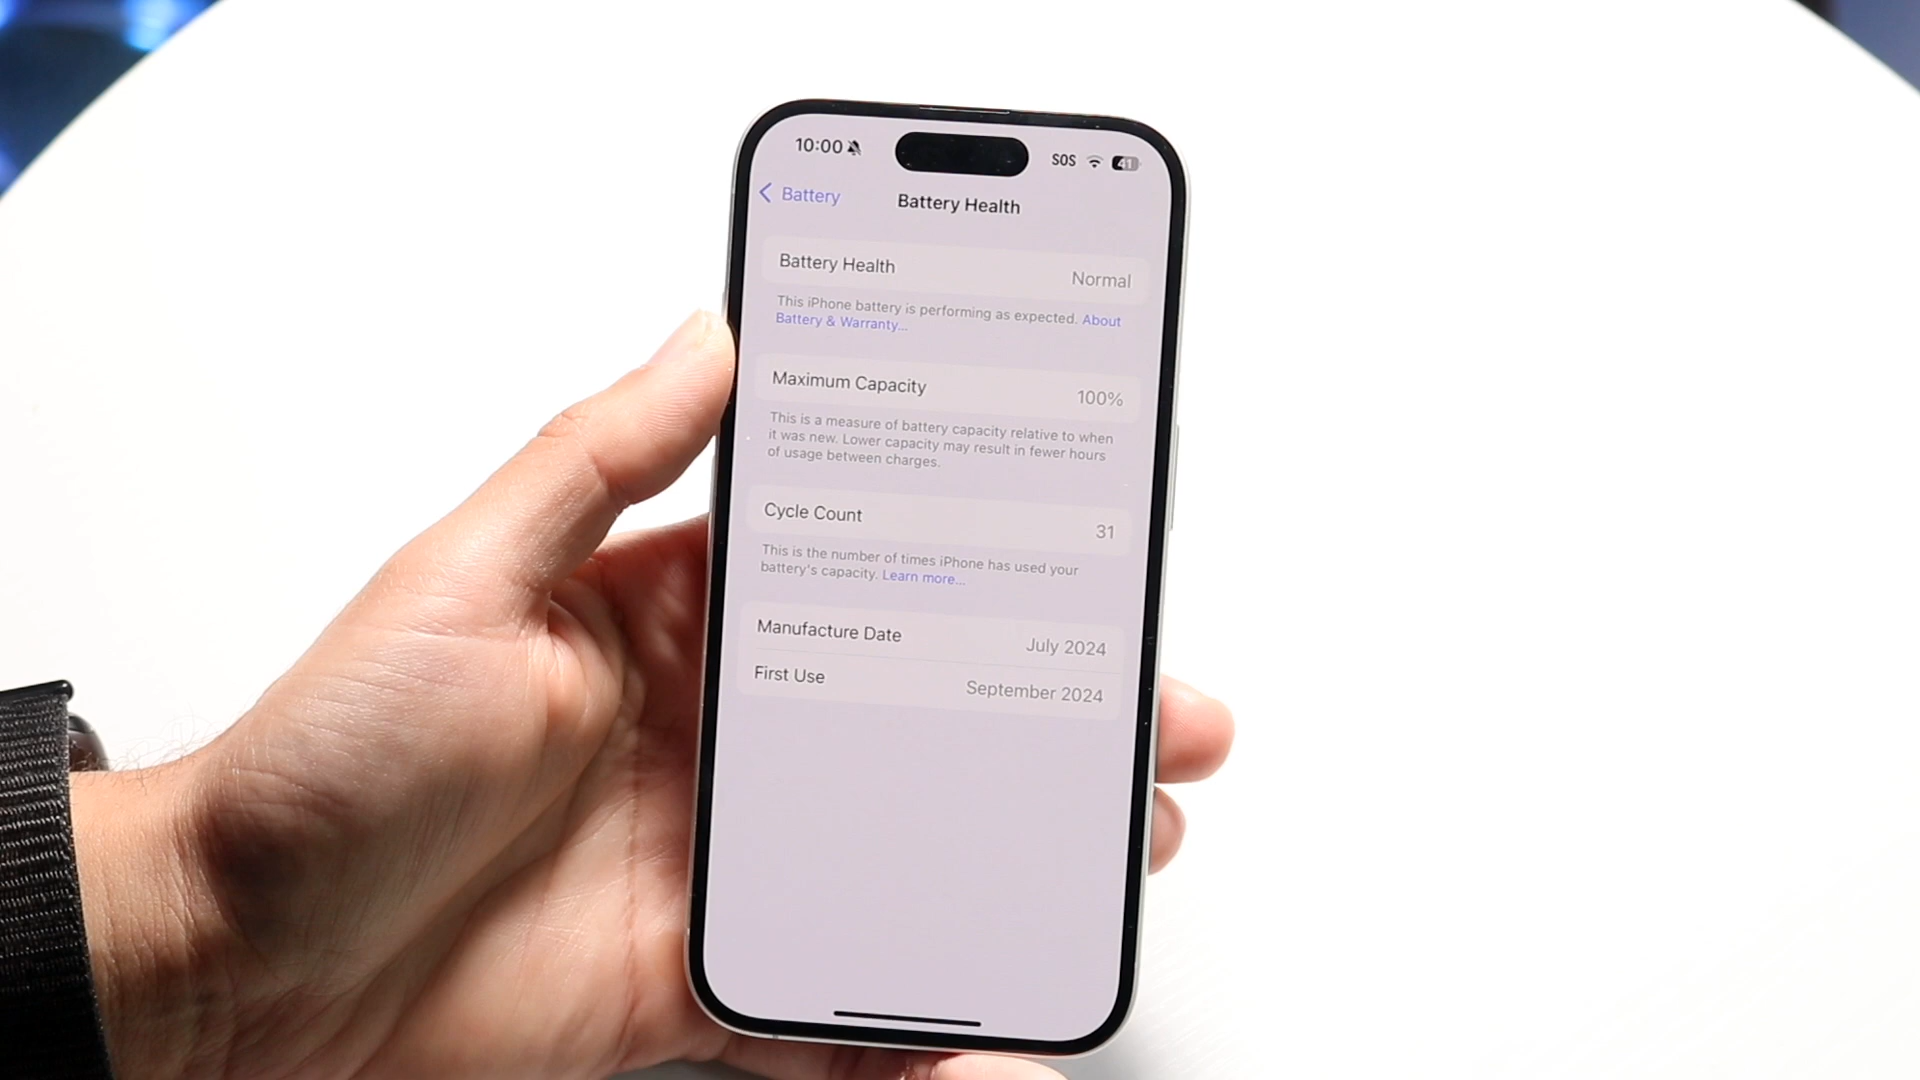 10:00
SOS
41
Battery
Battery Health
Battery Health
Normal
This iPhone battery is performing as expected. About
Battery & Warranty...
Maximum Capacity
100%
This is a measure of battery capacity relative to when
it was new. Lower capacity may result in fewer hours
of usage between charges.
Cycle Count
31
This is the number of times iPhone has used your
battery's capacity. Learn more...
Manufacture Date
July 2024
First Use
September 2024